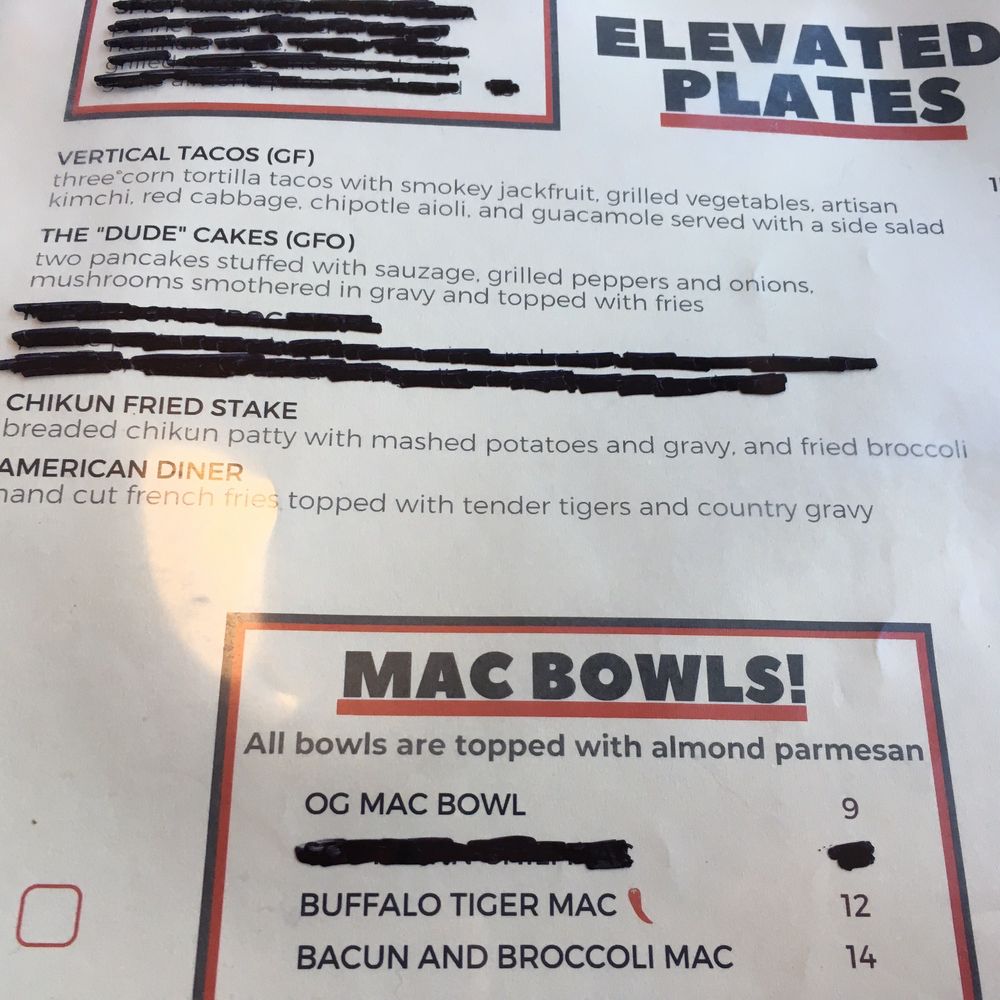 ELEVATED
PLATES
VERTICAL TACOS (GF)
three corn tortilla tacos with smokey jackfruit, grilled vegetables, artisan
kimchi, red cabbage, chipotle aioli, and guacamole served with a side salad
THE "DUDE" CAKES (GFO)
two pancakes stuffed with sauzage, grilled peppers and onions,
mushrooms smothered in gravy and topped with fries
CHIKUN FRIED STAKE
breaded chikun patty with mashed potatoes and gravy, and fried broccoli
AMERICAN DINER
hand cut french fries topped with tender tigers and country gravy
MAC BOWLS!
All bowls are topped with almond parmesan
OG MAC BOWL 9
BUFFALO TIGER MAC 12
BACUN AND BROCCOLI MAC 14